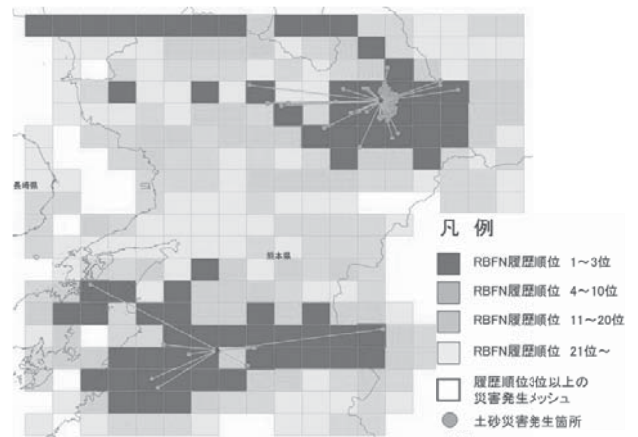 長崎県
熊本県
凡 例
RBFN履歴順位 1～3位
RBFN履歴順位 4～10位
RBFN履歴順位 11～20位
RBFN履歴順位 21位～
履歴順位3位以上の
災害発生メッシュ
土砂災害発生箇所